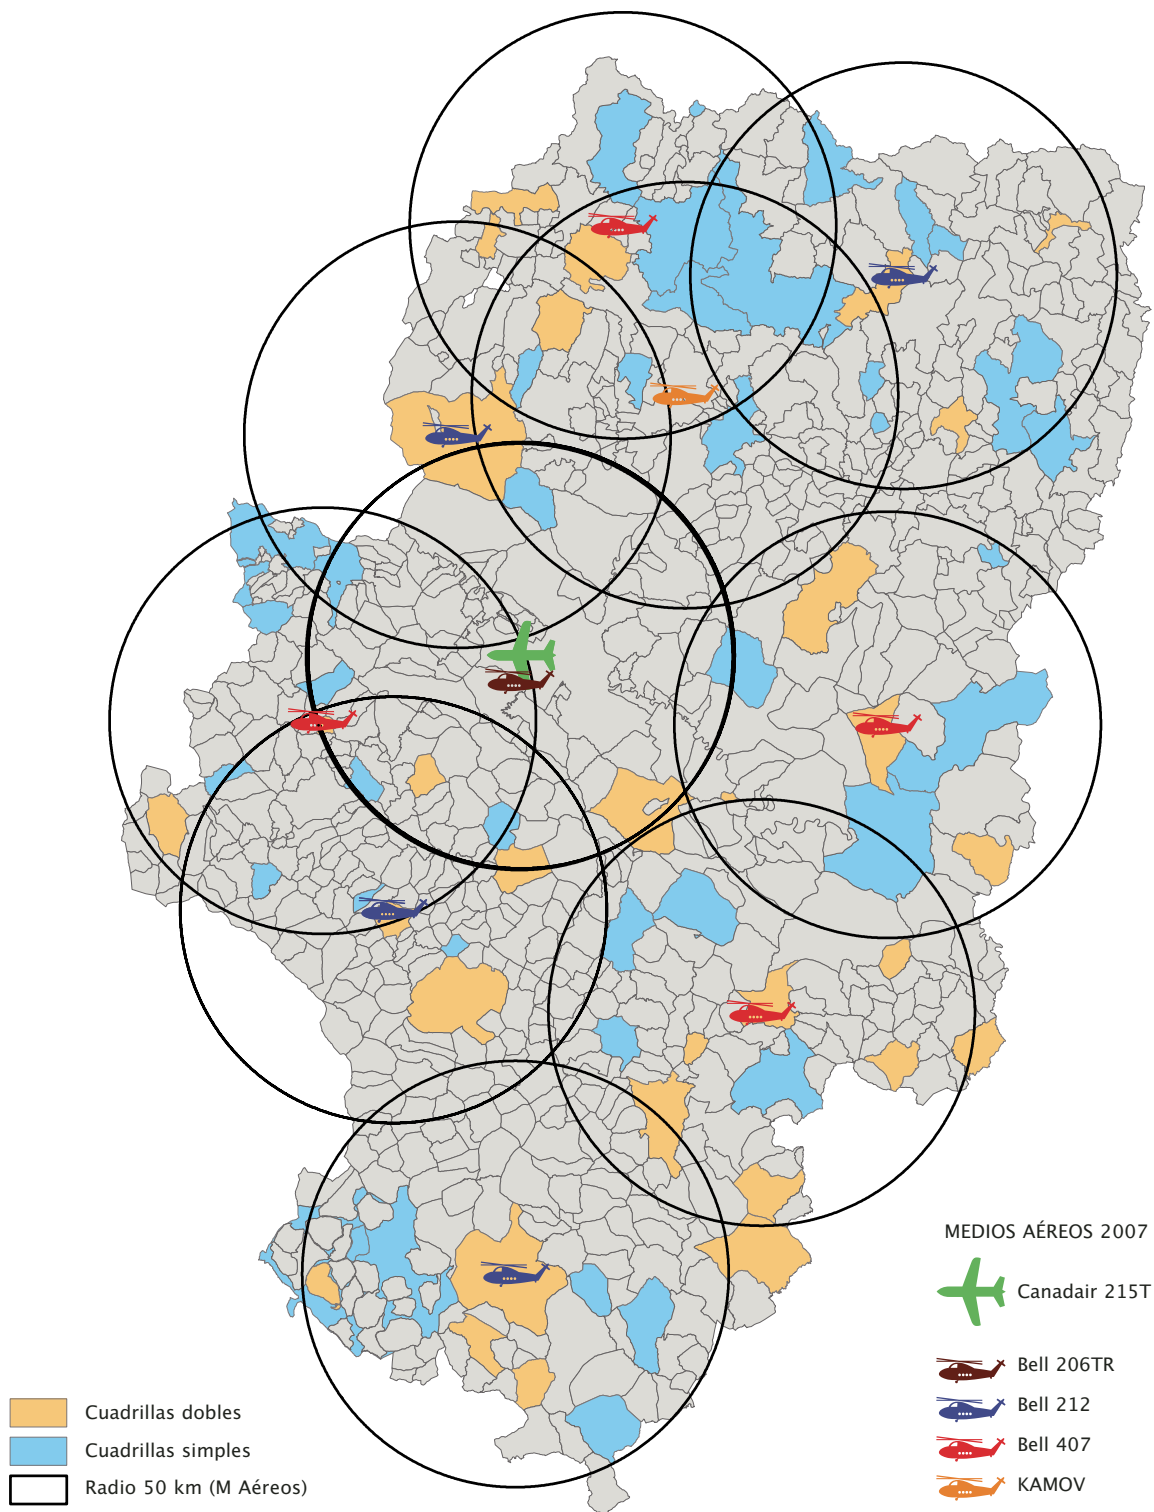 MEDIOS AÉREOS 2007
Canadair 215T
Bell 206TR
Bell 212
Bell 407
KAMOV
Cuadrillas dobles
Cuadrillas simples
Radio 50 km (M Aéreos)